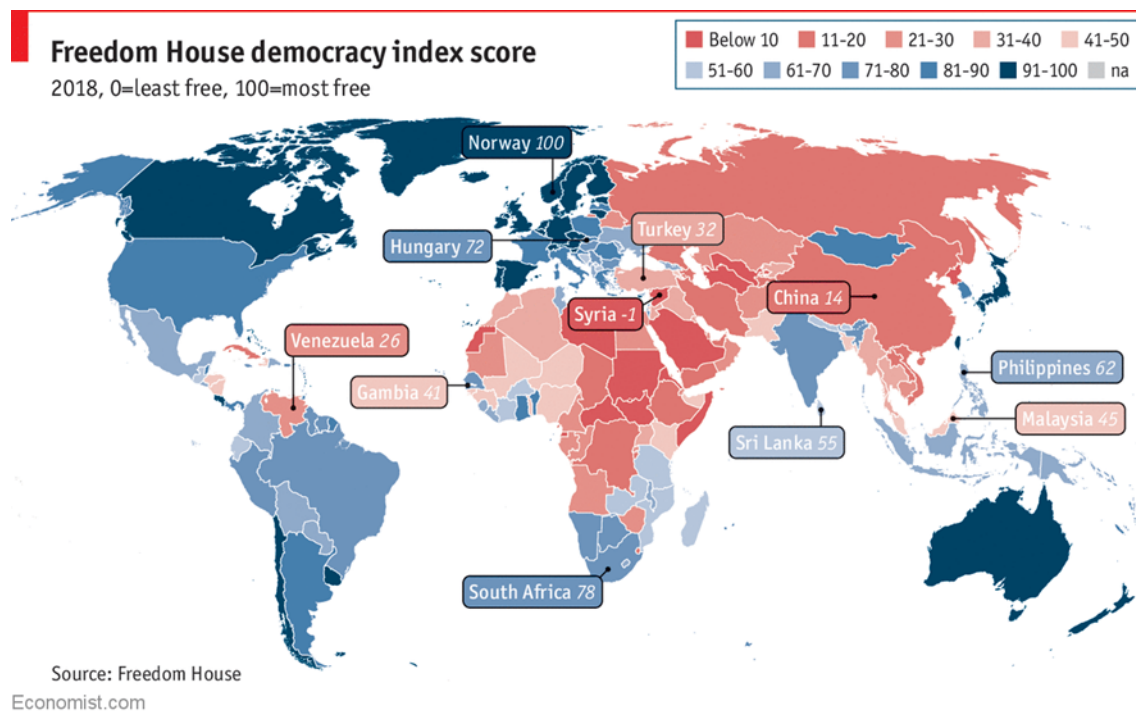 Freedom House democracy index score
2018, 0=least free, 100=most free
Below 10 11-20 21-30 31-40 41-50
51-60 61-70 71-80 81-90 91-100 na
Norway 100
Hungary 72
Turkey 32
Syria -1
China 14
Venezuela 26
Gambia 41
Philippines 62
Malaysia 45
Sri Lanka 55
South Africa 78
Source: Freedom House
Economist.com